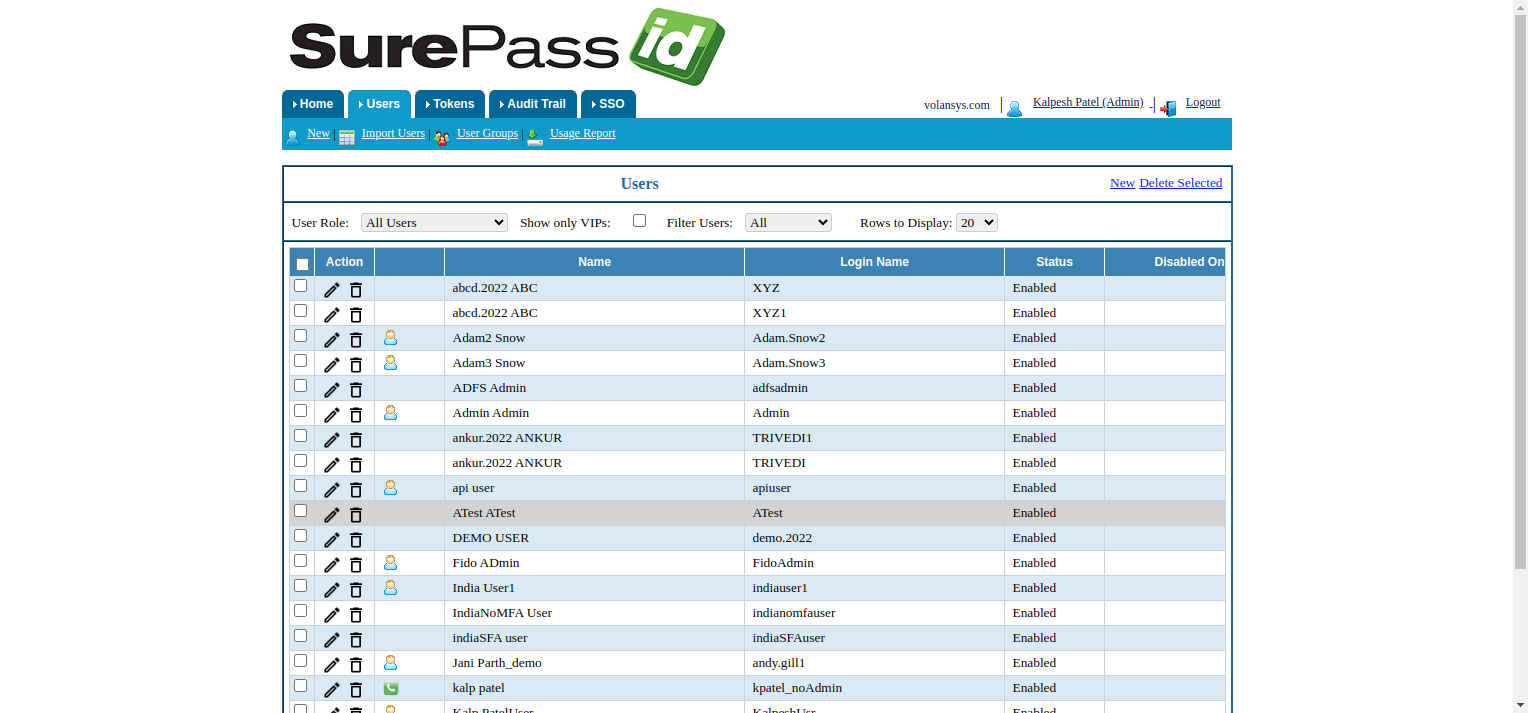 SurePass id
Home Users Tokens Audit Trail SSO
volansys.com | Kalpesh Patel (Admin) - | Logout
New | Import Users | User Groups | Usage Report
Users New Delete Selected
User Role: All Users Show only VIPs: Filter Users: All Rows to Display: 20
Action Name Login Name Status Disabled On
abcd.2022 ABC XYZ Enabled
abcd.2022 ABC XYZ1 Enabled
Adam2 Snow Adam.Snow2 Enabled
Adam3 Snow Adam.Snow3 Enabled
ADFS Admin adfsadmin Enabled
Admin Admin Admin Enabled
ankur.2022 ANKUR TRIVEDI1 Enabled
ankur.2022 ANKUR TRIVEDI Enabled
api user apiuser Enabled
ATest ATest ATest Enabled
DEMO USER demo.2022 Enabled
Fido ADmin FidoAdmin Enabled
India User1 indiauser1 Enabled
IndiaNoMFA User indianomfauser Enabled
indiaSFA user indiaSFAuser Enabled
Jani Parth_demo andy.gill1 Enabled
kalp patel kpatel_noAdmin Enabled
Kalp PatelUser KalpeshUsr Enabled